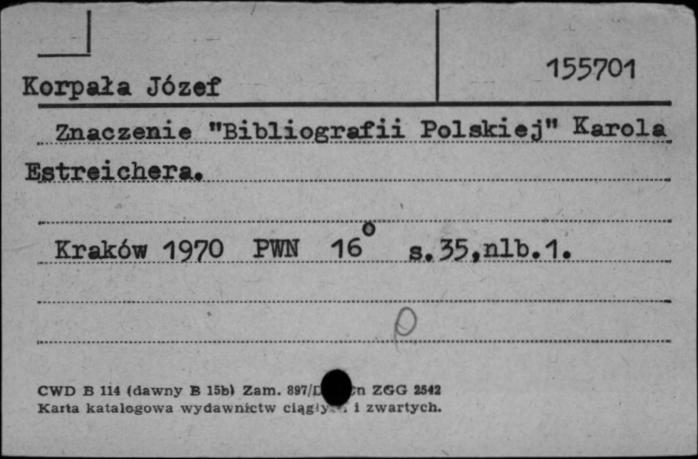 155701
Korpała Józef
Znaczenie "Bibliografii Polskiej" Karola
Estreichera.
Kraków 1970 PWN 16° s.35,nlb.1.
CWD B 114 (dawny B 15b) Zam. 897/ ZGG 2542
Karta katalogowa wydawnictw i zwartych.